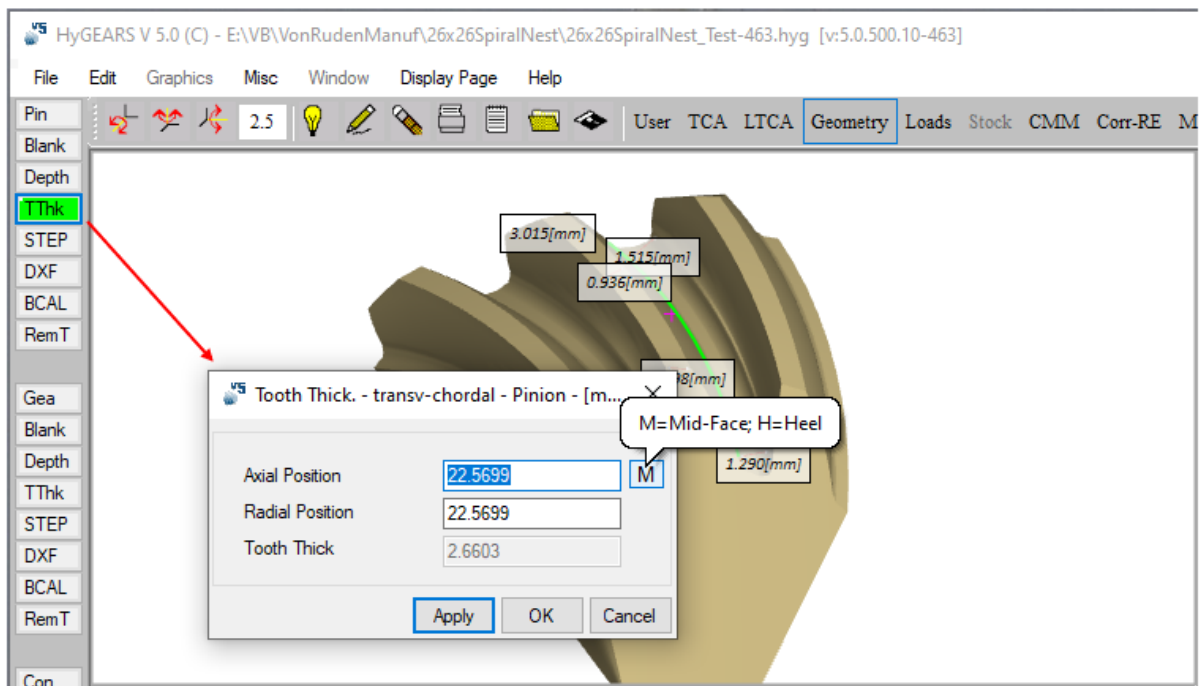 HyGEARS V 5.0 (C) - E:\VB\VonRudenManuf\26x26SpiralNest\26x26SpiralNest_Test-463.hyg [v:5.0.500.10-463]
File Edit Graphics Misc Window Display Page Help
Pin
2.5 User TCA LTCA Geometry Loads Stock CMM Corr-RE M
Blank
Depth
TThk
STEP
DXF
BCAL
RemT
3.015[mm]
1.515[mm]
0.936[mm]
8[mm]
1.290[mm]
Tooth Thick. - transv-chordal - Pinion - [m...
M=Mid-Face; H=Heel
Axial Position 22.5699 M
Radial Position 22.5699
Tooth Thick 2.6603
Apply OK Cancel
Gea
Blank
Depth
TThk
STEP
DXF
BCAL
RemT
Con